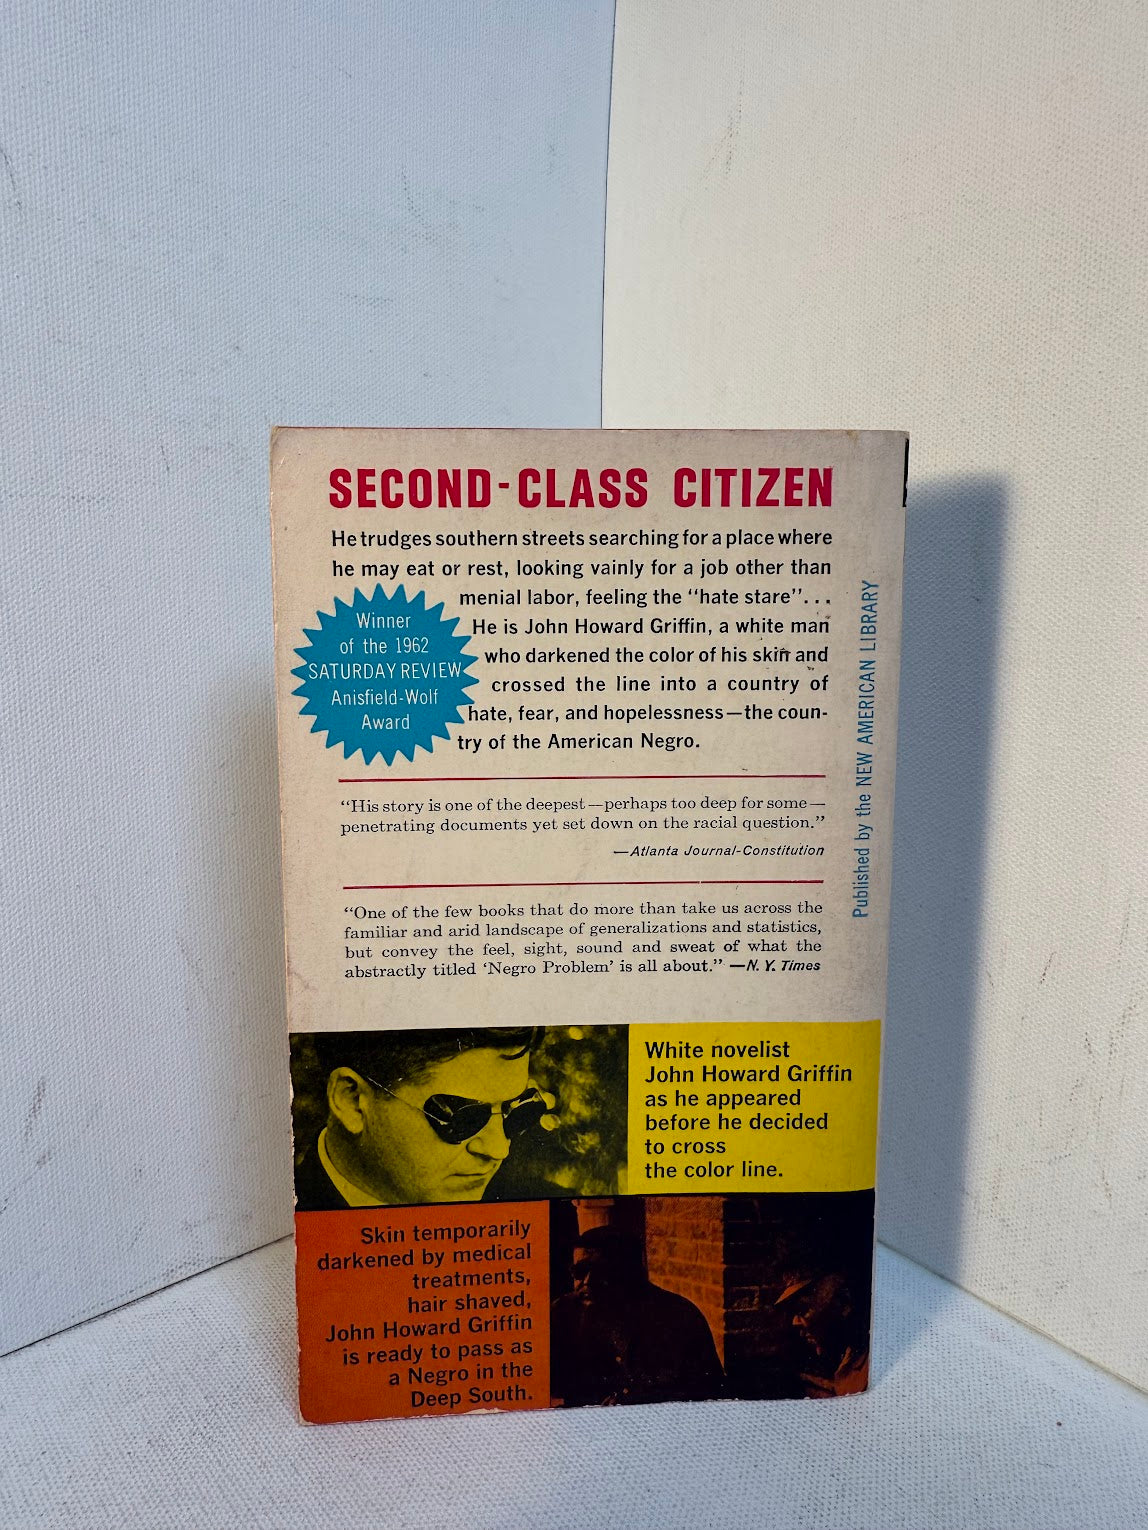 SECOND-CLASS CITIZEN
He trudges southern streets searching for a place where
he may eat or rest, looking vainly for a job other than
menial labor, feeling the "hate stare"...
He is John Howard Griffin, a white man
who darkened the color of his skin and
crossed the line into a country of
hate, fear, and hopelessness—the coun-
try of the American Negro.
Winner
of the 1962
SATURDAY REVIEW
Anisfield-Wolf
Award
"His story is one of the deepest—perhaps too deep for some—
penetrating documents yet set down on the racial question."
—Atlanta Journal-Constitution
"One of the few books that do more than take us across the
familiar and arid landscape of generalizations and statistics,
but convey the feel, sight, sound and sweat of what the
abstractly titled 'Negro Problem' is all about." —N. Y. Times
Published by the NEW AMERICAN LIBRARY
White novelist
John Howard Griffin
as he appeared
before he decided
to cross
the color line.
Skin temporarily
darkened by medical
treatments,
hair shaved,
John Howard Griffin
is ready to pass as
a Negro in the
Deep South.